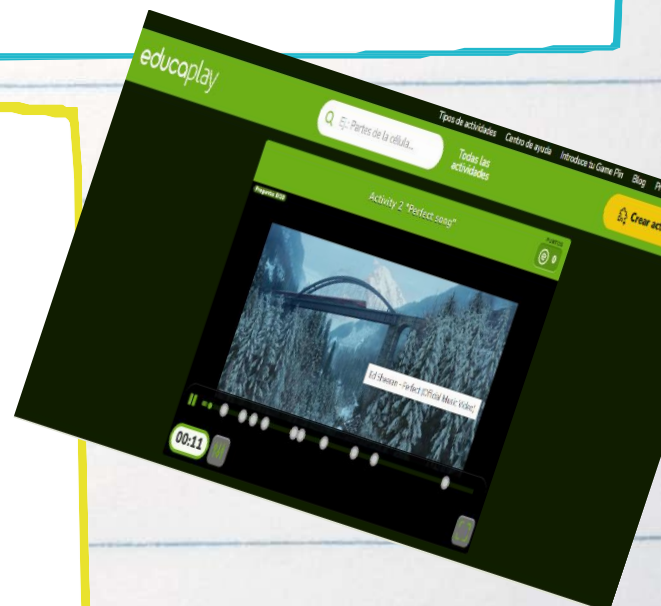 educaplay
Ej.: Partes de la célula...
Todas las
actividades
Tipos de actividades Centro de ayuda Introduce tu Game Pin Blog
Crear
Activity 2 "Perfect song"
Ed Sheeran - Perfect (Official Music Video)
00:11